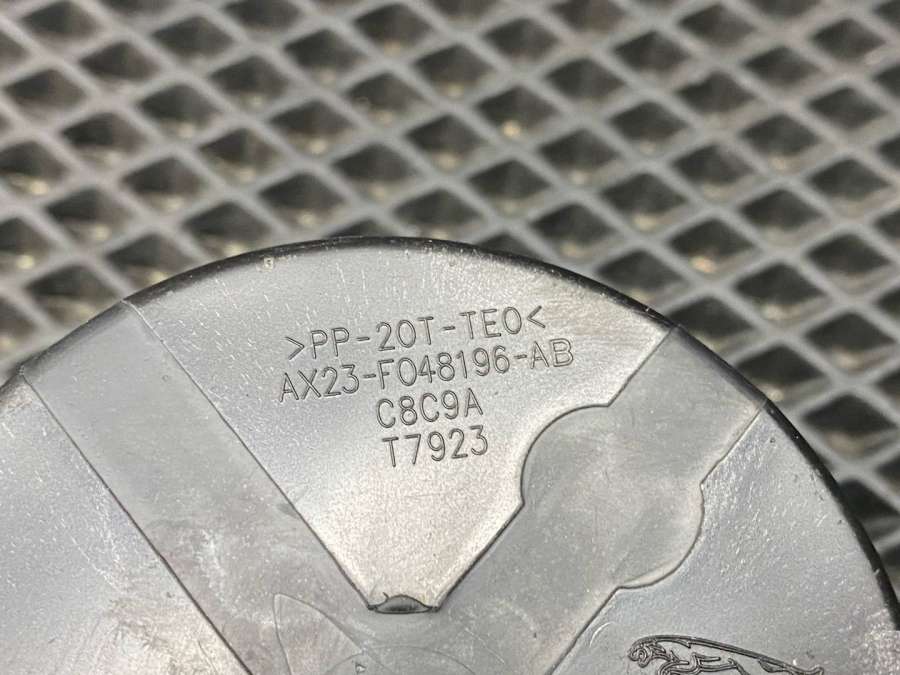 >PP-20T-TEO<
AX23-F048196-AB
C8C9A
T7923